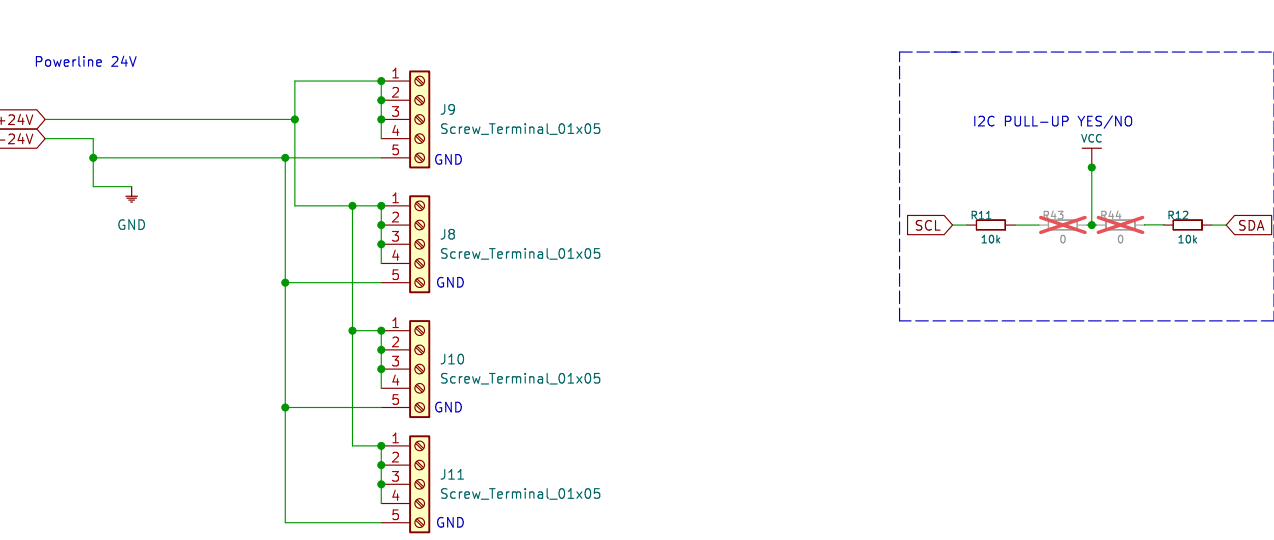 Powerline 24V
+24V
-24V
GND
1
2
3
4
5
J9
Screw_Terminal_01x05
GND
1
2
3
4
5
J8
Screw_Terminal_01x05
GND
1
2
3
4
5
J10
Screw_Terminal_01x05
GND
1
2
3
4
5
J11
Screw_Terminal_01x05
GND
I2C PULL-UP YES/NO
VCC
SCL
R11
10k
R43
0
R44
0
R12
10k
SDA